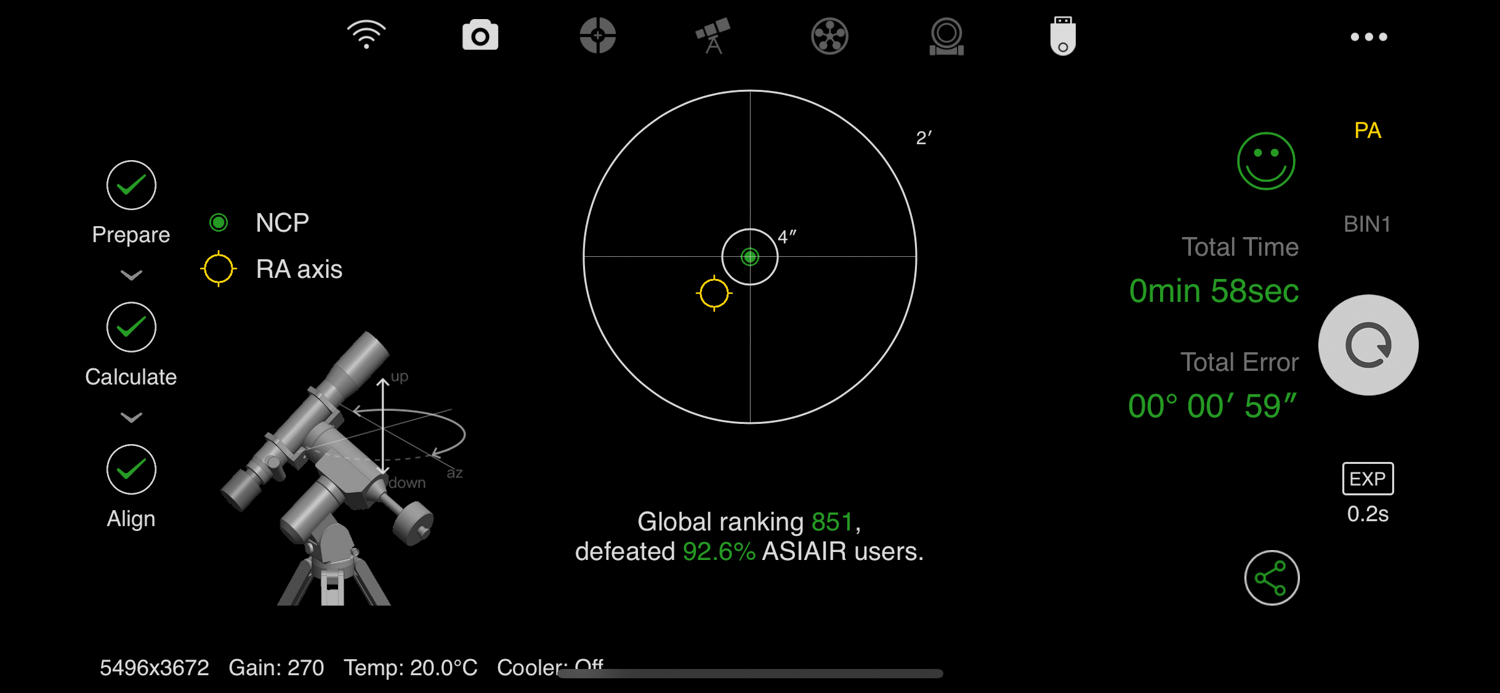 2′
PA
Prepare
NCP
RA axis
4″
BIN1
Total Time
0min 58sec
Calculate
Total Error
00° 00′ 59″
up
down
az
Align
EXP
0.2s
Global ranking 851,
defeated 92.6% ASIAIR users.
5496x3672 Gain: 270 Temp: 20.0°C Cooler: Off